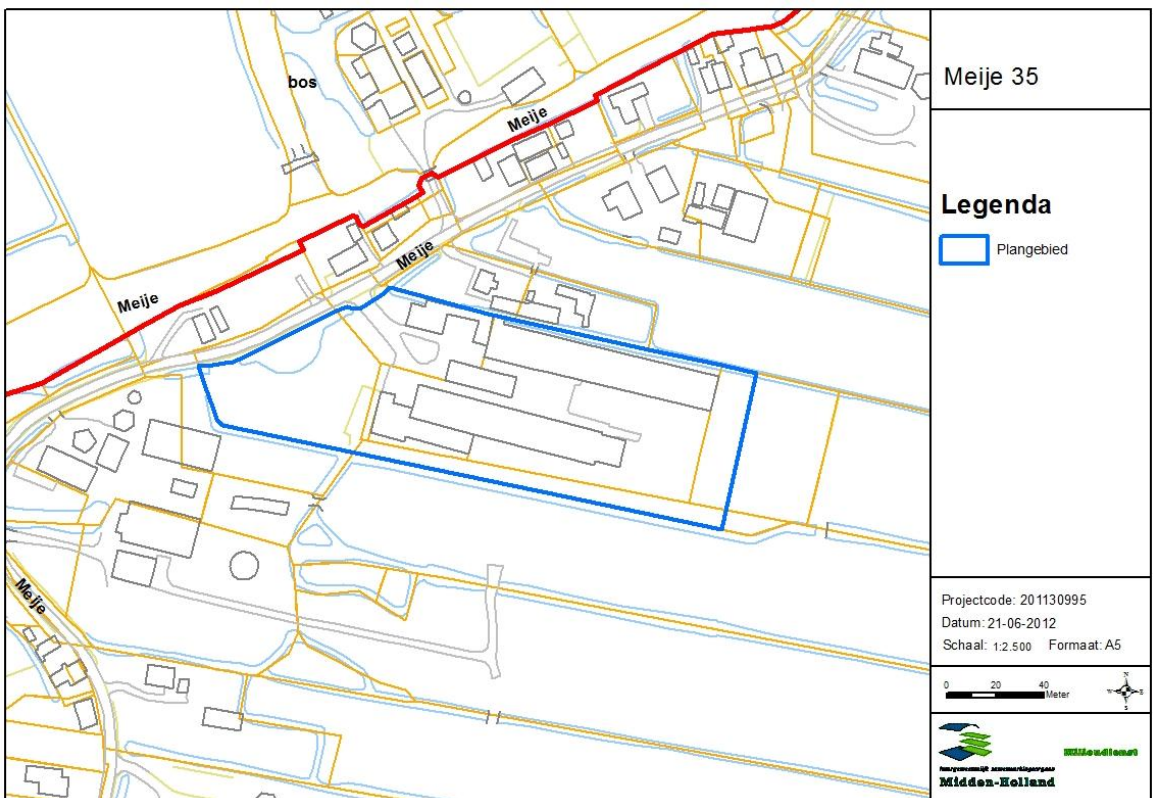 bos
Meije
Meije
Meije
Meije
Meije 35
Legenda
Plangebied
Projectcode: 201130995
Datum: 21-06-2012
Schaal: 1:2.500 Formaat: A5
0 20 40
Meter
N
W
S
Milieudienst
Midden-Holland